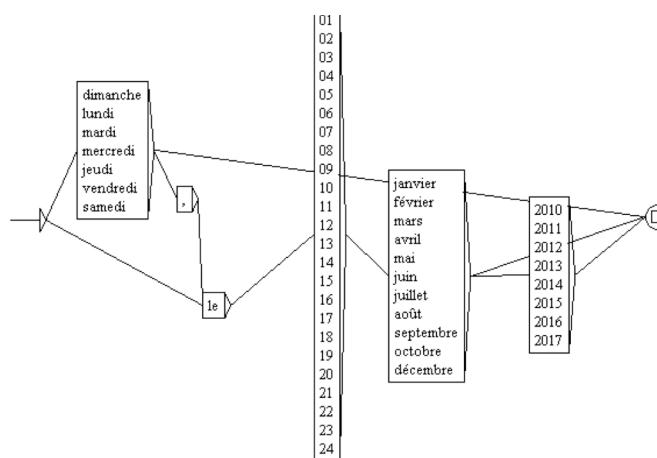 dimanche
lundi
mardi
mercredi
jeudi
vendredi
samedi
,
le
01
02
03
04
05
06
07
08
09
10
11
12
13
14
15
16
17
18
19
20
21
22
23
24
janvier
février
mars
avril
mai
juin
juillet
août
septembre
octobre
décembre
2010
2011
2012
2013
2014
2015
2016
2017